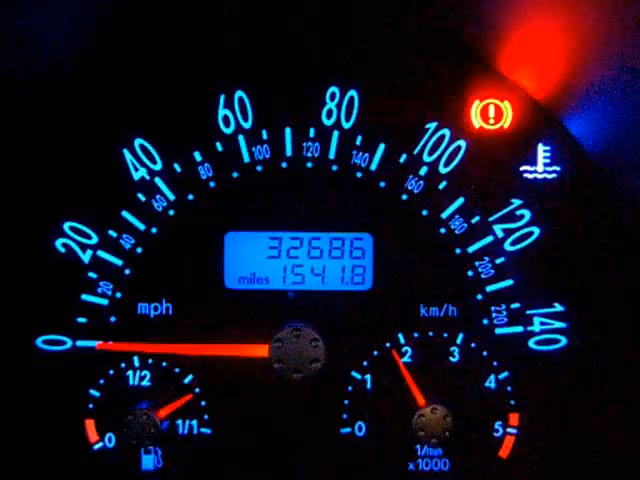 60 80
40 100
100 120 140
80 160
60 180
20 120
40 200
20 220
32686
miles 1541.8
mph km/h
0 140
1/2 2 3
1 4
0 1/1 0 5
1/min
x1000